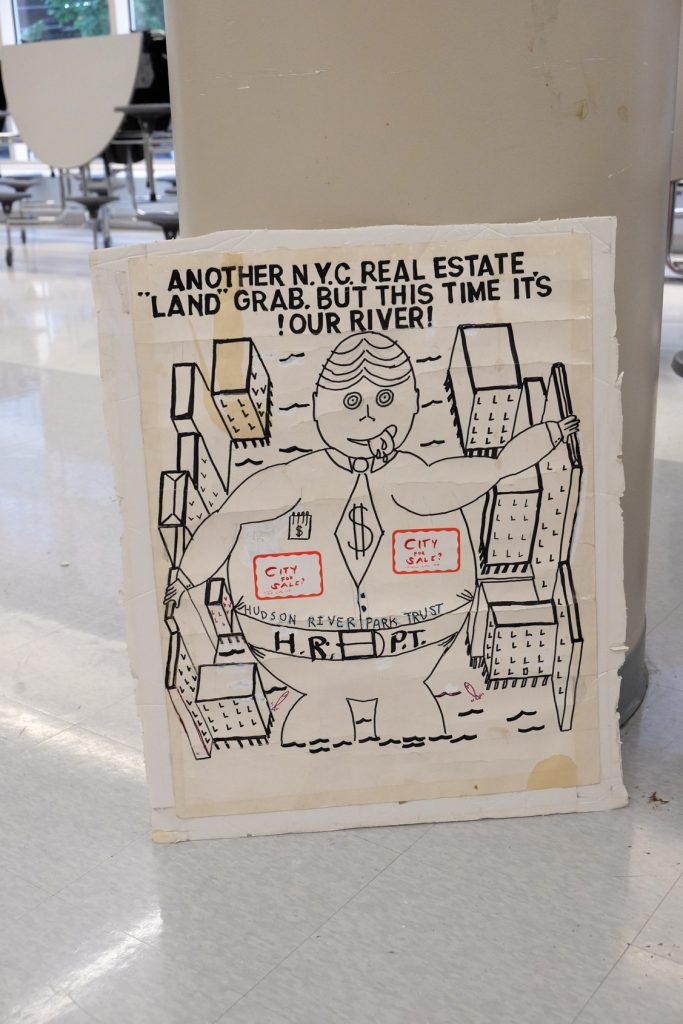 ANOTHER N.Y.C. REAL ESTATE,
"LAND" GRAB. BUT THIS TIME IT'S
!OUR RIVER!
$
$
CITY
FOR
SALE?
CITY
FOR
SALE?
HUDSON RIVER PARK TRUST
H.R. P.T.